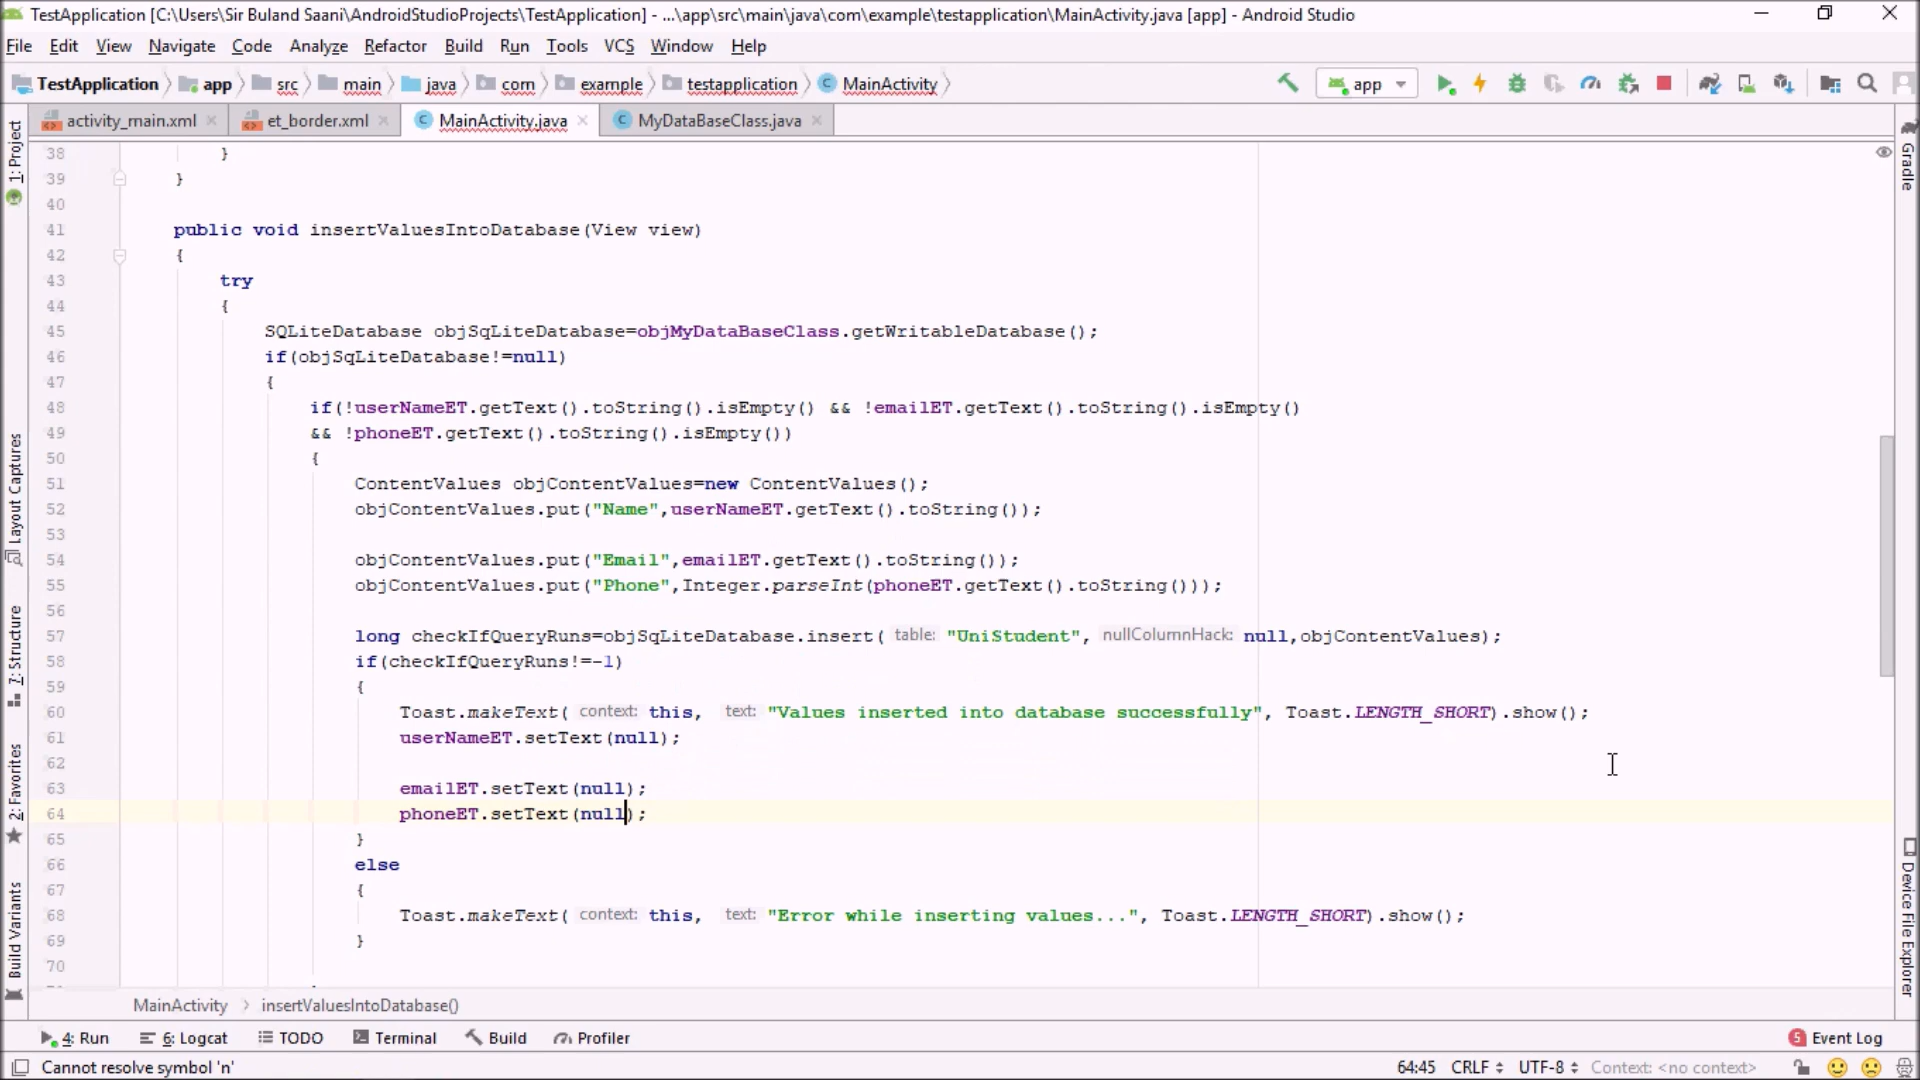 TestApplication [C:\Users\Sir Buland Saani\AndroidStudioProjects\TestApplication] - ...\app\src\main\java\com\example\testapplication\MainActivity.java [app] - Android Studio
File Edit View Navigate Code Analyze Refactor Build Run Tools VCS Window Help
TestApplication app src main java com example testapplication MainActivity app
activity_main.xml et_border.xml MainActivity.java MyDataBaseClass.java
1: Project
Layout Captures
7: Structure
2: Favorites
Build Variants
38 }
39 }
40
41 public void insertValuesIntoDatabase(View view)
42 {
43 try
44 {
45 SQLiteDatabase objSqLiteDatabase=objMyDataBaseClass.getWritableDatabase();
46 if(objSqLiteDatabase!=null)
47 {
48 if(!userNameET.getText().toString().isEmpty() && !emailET.getText().toString().isEmpty()
49 && !phoneET.getText().toString().isEmpty())
50 {
51 ContentValues objContentValues=new ContentValues();
52 objContentValues.put("Name",userNameET.getText().toString());
53
54 objContentValues.put("Email",emailET.getText().toString());
55 objContentValues.put("Phone",Integer.parseInt(phoneET.getText().toString()));
56
57 long checkIfQueryRuns=objSqLiteDatabase.insert( table: "UniStudent", nullColumnHack: null,objContentValues);
58 if(checkIfQueryRuns!=-1)
59 {
60 Toast.makeText( context: this, text: "Values inserted into database successfully", Toast.LENGTH_SHORT).show();
61 userNameET.setText(null);
62
63 emailET.setText(null);
64 phoneET.setText(null);
65 }
66 else
67 {
68 Toast.makeText( context: this, text: "Error while inserting values...", Toast.LENGTH_SHORT).show();
69 }
70
Gradle
Device File Explorer
MainActivity insertValuesIntoDatabase()
4: Run 6: Logcat TODO Terminal Build Profiler 5 Event Log
Cannot resolve symbol 'n' 64:45 CRLF UTF-8 Context: <no context>